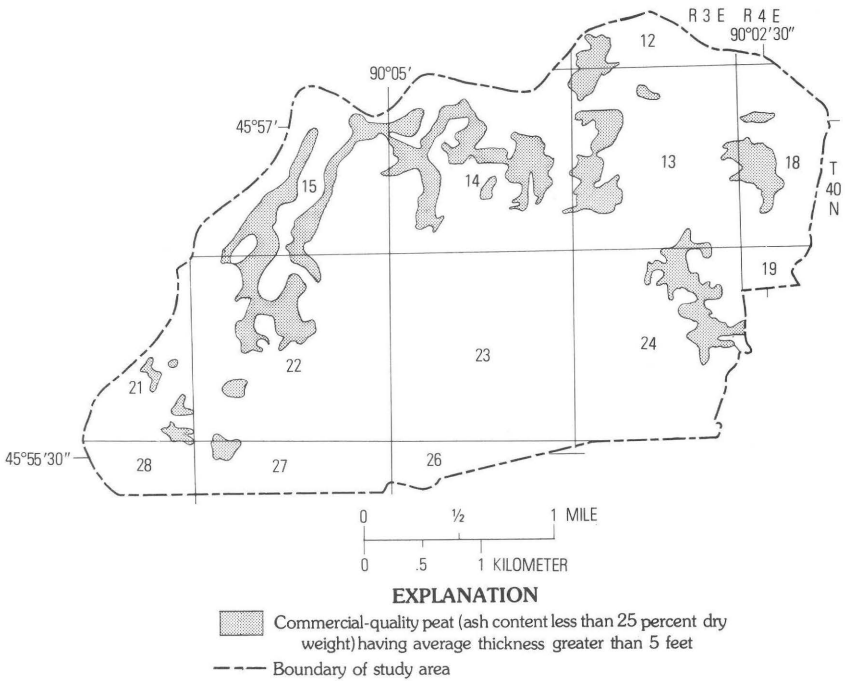 R 3 E R 4 E
90°02'30"
12
90°05'
45°57'
15
14
13
18
T
40
N
19
22
23
24
21
45°55'30"
28
27
26
0 ½ 1 MILE
0 .5 1 KILOMETER
EXPLANATION
Commercial-quality peat (ash content less than 25 percent dry
weight) having average thickness greater than 5 feet
Boundary of study area